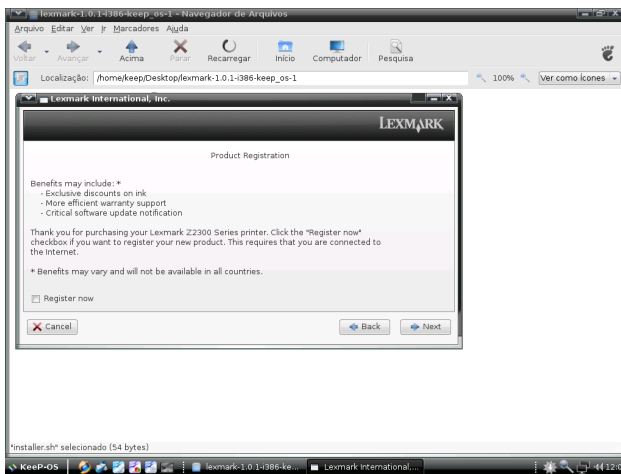 lexmark-1.0.1-i386-keep_os-1 - Navegador de Arquivos
Arquivo Editar Ver Ir Marcadores Ajuda
Voltar Avançar Acima Parar Recarregar Início Computador Pesquisa
Localização: /home/keep/Desktop/lexmark-1.0.1-i386-keep_os-1 100% Ver como Ícones
Lexmark International, Inc.
LEXMARK
Product Registration
Benefits may include: *
- Exclusive discounts on ink
- More efficient warranty support
- Critical software update notification
Thank you for purchasing your Lexmark Z2300 Series printer. Click the "Register now"
checkbox if you want to register your new product. This requires that you are connected to
the Internet.
* Benefits may vary and will not be available in all countries.
Register now
Cancel Back Next
"installer.sh" selecionado (54 bytes)
KeeP-OS lexmark-1.0.1-i386-ke... Lexmark International,...